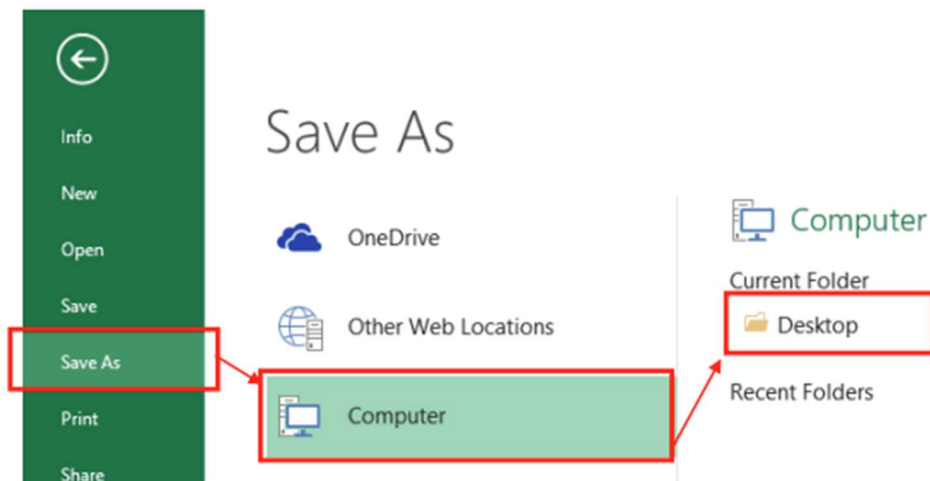 Info
New
Open
Save
Save As
Print
Share
Save As
OneDrive
Other Web Locations
Computer
Computer
Current Folder
Desktop
Recent Folders